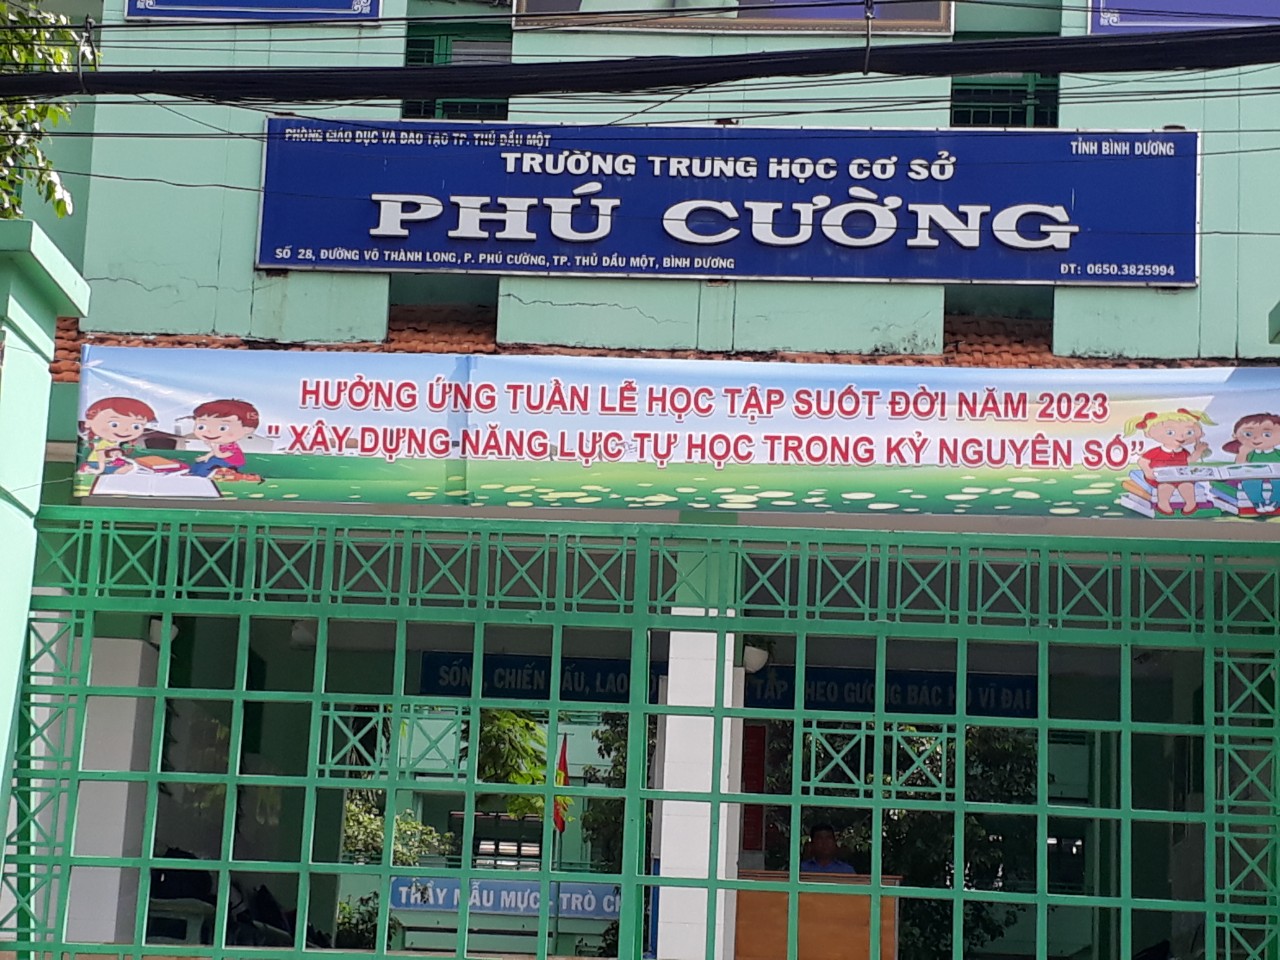 PHÒNG GIÁO DỤC VÀ ĐÀO TẠO TP. THỦ DẦU MỘT
TỈNH BÌNH DƯƠNG
TRƯỜNG TRUNG HỌC CƠ SỞ
PHÚ CƯỜNG
SỐ 28, ĐƯỜNG VÕ THÀNH LONG, P. PHÚ CƯỜNG, TP. THỦ DẦU MỘT, BÌNH DƯƠNG
ĐT: 0650.3825994
HƯỞNG ỨNG TUẦN LỄ HỌC TẬP SUỐT ĐỜI NĂM 2023
" XÂY DỰNG NĂNG LỰC TỰ HỌC TRONG KỶ NGUYÊN SỐ”
SỐNG, CHIẾN ĐẤU, LAO TẬP THEO GƯƠNG BÁC HỒ VĨ ĐẠI
THẦY MẪU MỰC - TRÒ